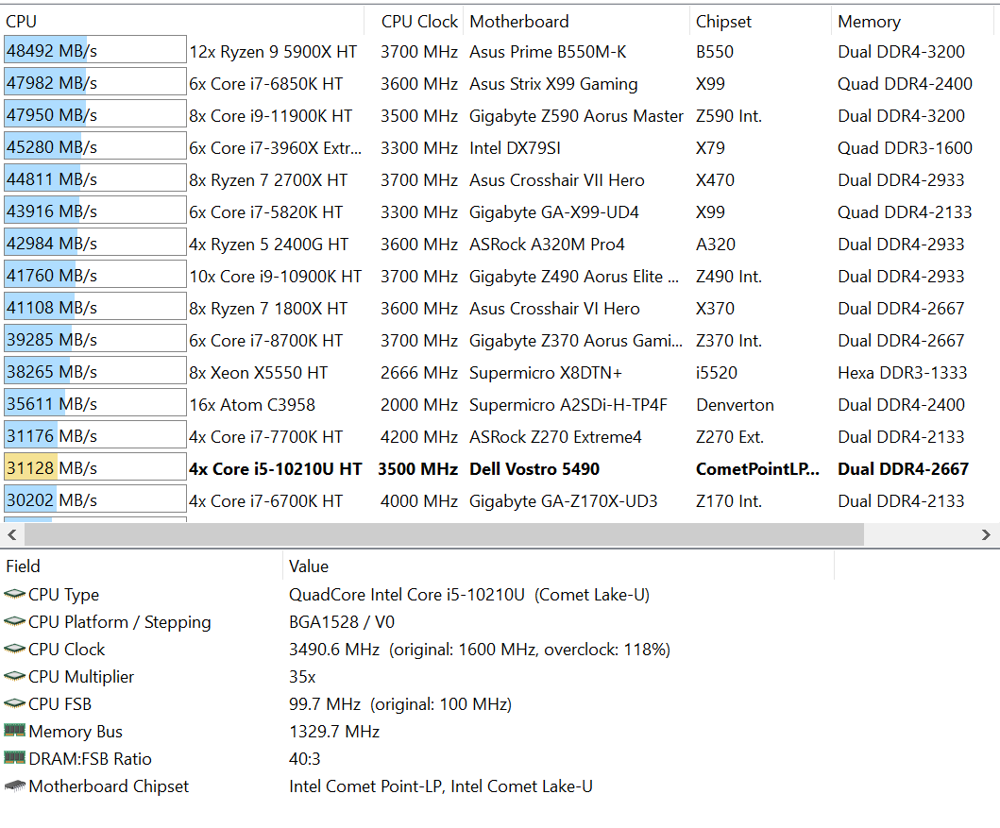 CPU CPU Clock Motherboard Chipset Memory
48492 MB/s 12x Ryzen 9 5900X HT 3700 MHz Asus Prime B550M-K B550 Dual DDR4-3200
47982 MB/s 6x Core i7-6850K HT 3600 MHz Asus Strix X99 Gaming X99 Quad DDR4-2400
47950 MB/s 8x Core i9-11900K HT 3500 MHz Gigabyte Z590 Aorus Master Z590 Int. Dual DDR4-3200
45280 MB/s 6x Core i7-3960X Extr... 3300 MHz Intel DX79SI X79 Quad DDR3-1600
44811 MB/s 8x Ryzen 7 2700X HT 3700 MHz Asus Crosshair VII Hero X470 Dual DDR4-2933
43916 MB/s 6x Core i7-5820K HT 3300 MHz Gigabyte GA-X99-UD4 X99 Quad DDR4-2133
42984 MB/s 4x Ryzen 5 2400G HT 3600 MHz ASRock A320M Pro4 A320 Dual DDR4-2933
41760 MB/s 10x Core i9-10900K HT 3700 MHz Gigabyte Z490 Aorus Elite ... Z490 Int. Dual DDR4-2933
41108 MB/s 8x Ryzen 7 1800X HT 3600 MHz Asus Crosshair VI Hero X370 Dual DDR4-2667
39285 MB/s 6x Core i7-8700K HT 3700 MHz Gigabyte Z370 Aorus Gami... Z370 Int. Dual DDR4-2667
38265 MB/s 8x Xeon X5550 HT 2666 MHz Supermicro X8DTN+ i5520 Hexa DDR3-1333
35611 MB/s 16x Atom C3958 2000 MHz Supermicro A2SDi-H-TP4F Denverton Dual DDR4-2400
31176 MB/s 4x Core i7-7700K HT 4200 MHz ASRock Z270 Extreme4 Z270 Ext. Dual DDR4-2133
31128 MB/s 4x Core i5-10210U HT 3500 MHz Dell Vostro 5490 CometPointLP... Dual DDR4-2667
30202 MB/s 4x Core i7-6700K HT 4000 MHz Gigabyte GA-Z170X-UD3 Z170 Int. Dual DDR4-2133
Field Value
CPU Type QuadCore Intel Core i5-10210U (Comet Lake-U)
CPU Platform / Stepping BGA1528 / V0
CPU Clock 3490.6 MHz (original: 1600 MHz, overclock: 118%)
CPU Multiplier 35x
CPU FSB 99.7 MHz (original: 100 MHz)
Memory Bus 1329.7 MHz
DRAM:FSB Ratio 40:3
Motherboard Chipset Intel Comet Point-LP, Intel Comet Lake-U